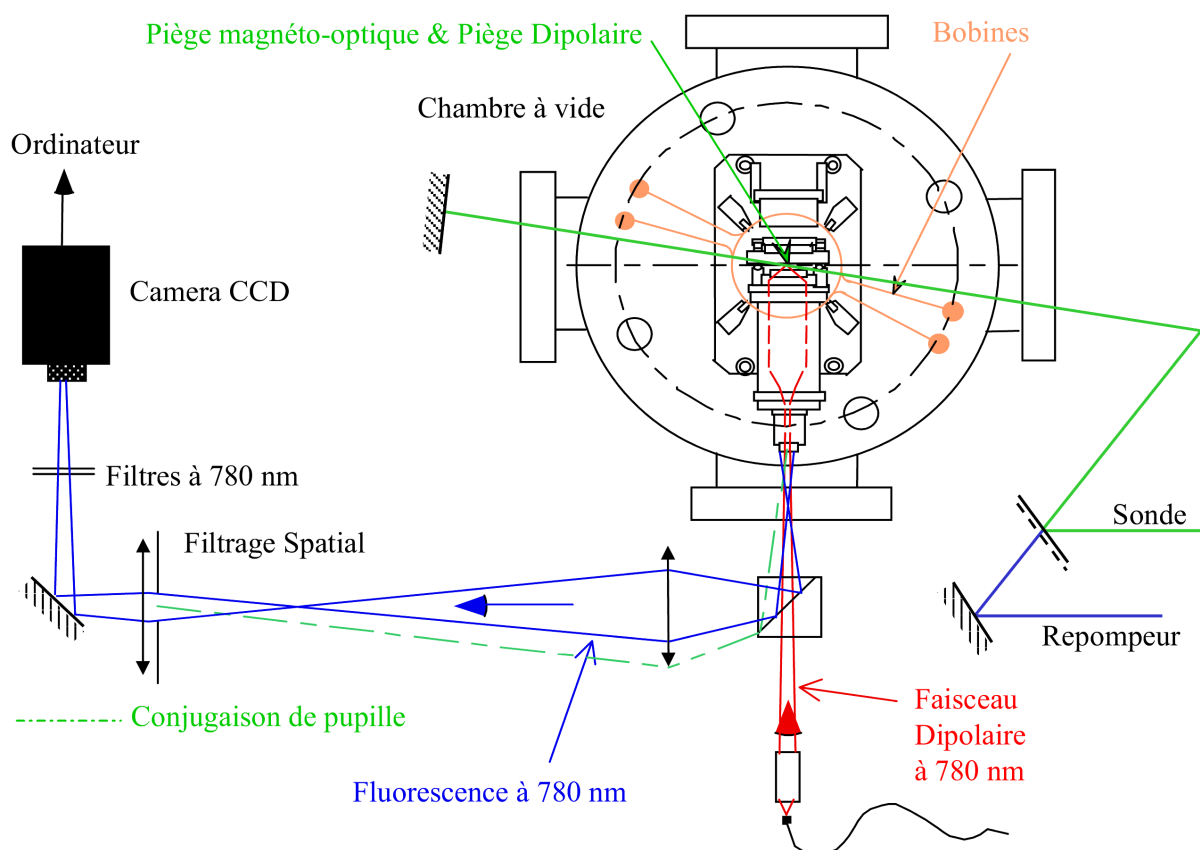 Piège magnéto-optique & Piège Dipolaire
Bobines
Chambre à vide
Ordinateur
Camera CCD
Filtres à 780 nm
Filtrage Spatial
Sonde
Repompeur
Conjugaison de pupille
Faisceau
Dipolaire
à 780 nm
Fluorescence à 780 nm